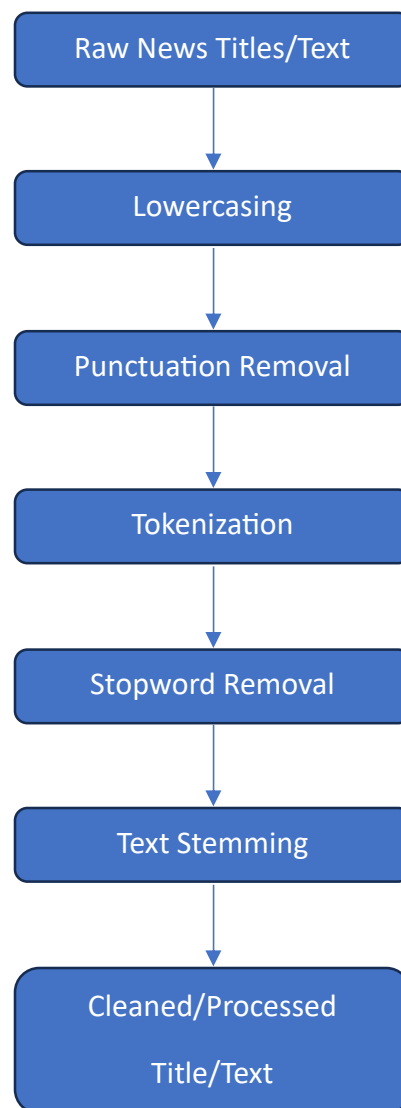 Raw News Titles/Text
Lowercasing
Punctuation Removal
Tokenization
Stopword Removal
Text Stemming
Cleaned/Processed
Title/Text